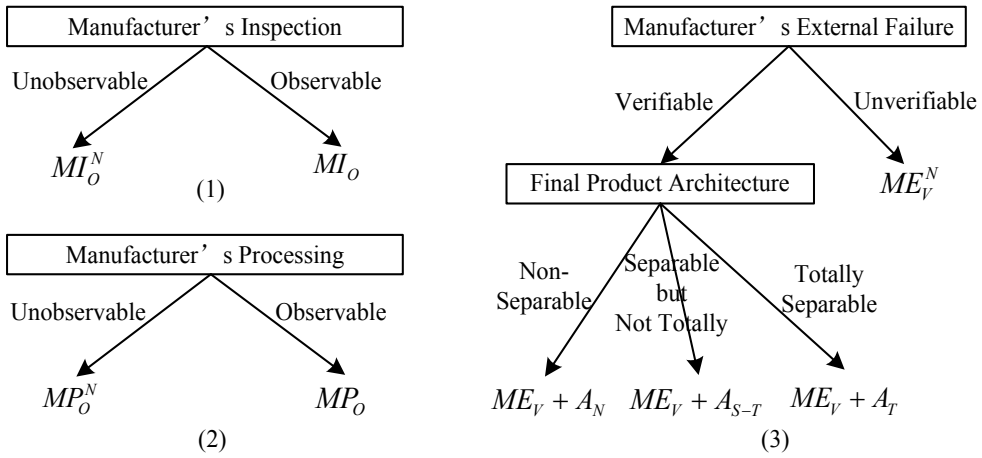 Manufacturer’s Inspection
Unobservable
Observable
MI_O^N
MI_O
(1)
Manufacturer’s Processing
Unobservable
Observable
MP_O^N
MP_O
(2)
Manufacturer’s External Failure
Verifiable
Unverifiable
Final Product Architecture
ME_V^N
Non-
Separable
Separable
but
Not Totally
Totally
Separable
ME_V + A_N
ME_V + A_{S-T}
ME_V + A_T
(3)